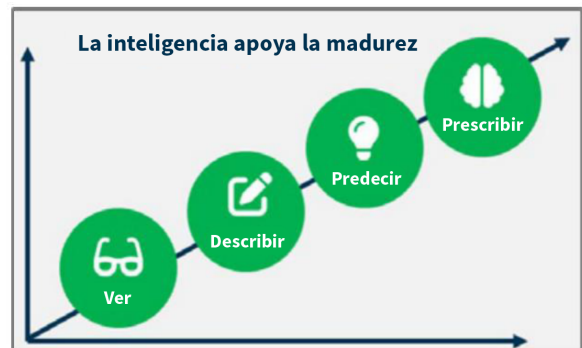 La inteligencia apoya la madurez
Prescribir
Predecir
Describir
Ver